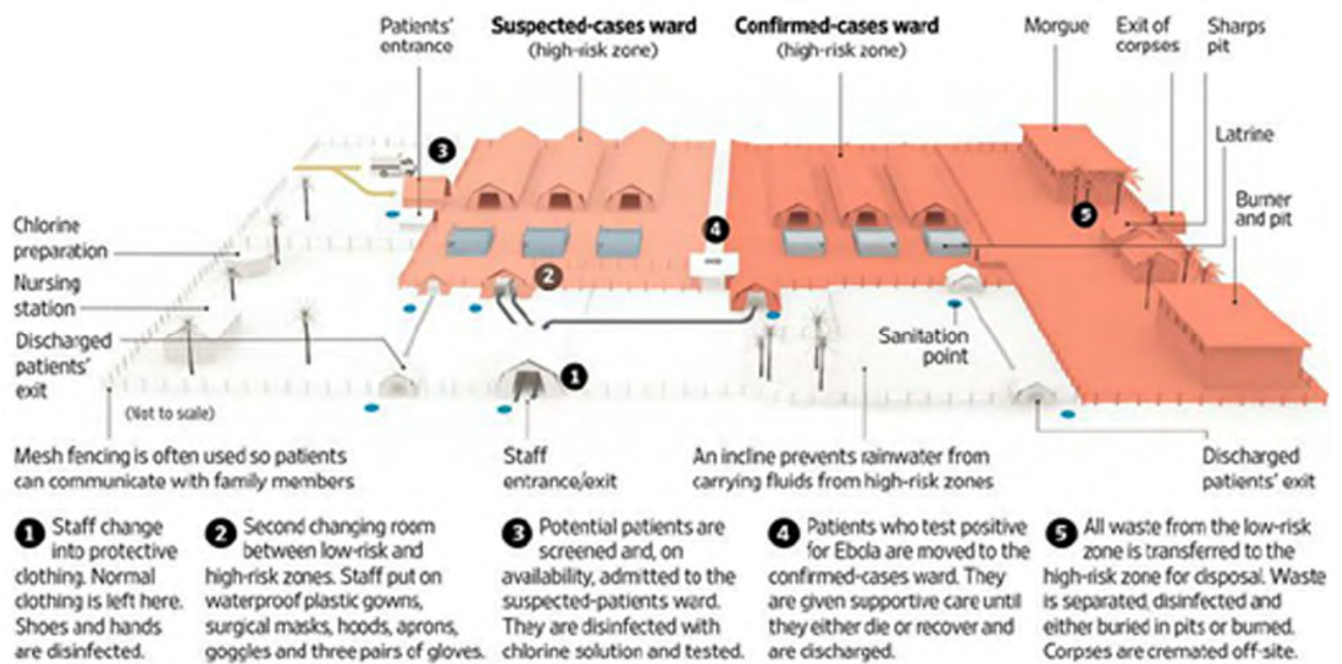 Patients'
entrance
Suspected-cases ward
(high-risk zone)
Confirmed-cases ward
(high-risk zone)
Morgue
Exit of
corpses
Sharps
pit
Latrine
Burner
and pit
3
4
5
2
1
Chlorine
preparation
Nursing
station
Discharged
patients'
exit
(Not to scale)
Sanitation
point
Mesh fencing is often used so patients
can communicate with family members
Staff
entrance/exit
An incline prevents rainwater from
carrying fluids from high-risk zones
Discharged
patients' exit
1 Staff change
into protective
clothing. Normal
clothing is left here.
Shoes and hands
are disinfected.
2 Second changing room
between low-risk and
high-risk zones. Staff put on
waterproof plastic gowns,
surgical masks, hoods, aprons,
goggles and three pairs of gloves.
3 Potential patients are
screened and, on
availability, admitted to the
suspected-patients ward.
They are disinfected with
chlorine solution and tested.
4 Patients who test positive
for Ebola are moved to the
confirmed-cases ward. They
are given supportive care until
they either die or recover and
are discharged.
5 All waste from the low-risk
zone is transferred to the
high-risk zone for disposal. Waste
is separated, disinfected and
either buried in pits or burned.
Corpses are cremated off-site.